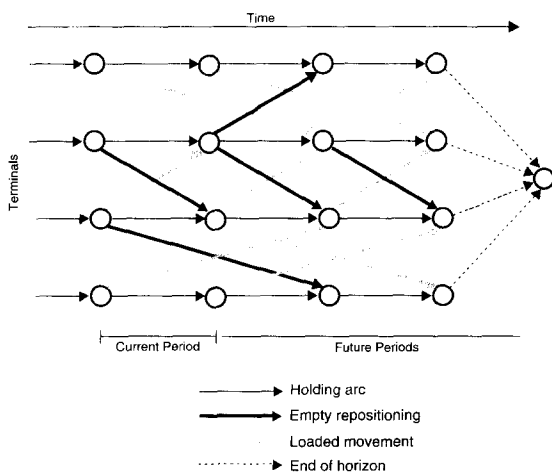 Time
Terminals
Current Period
Future Periods
Holding arc
Empty repositioning
Loaded movement
End of horizon